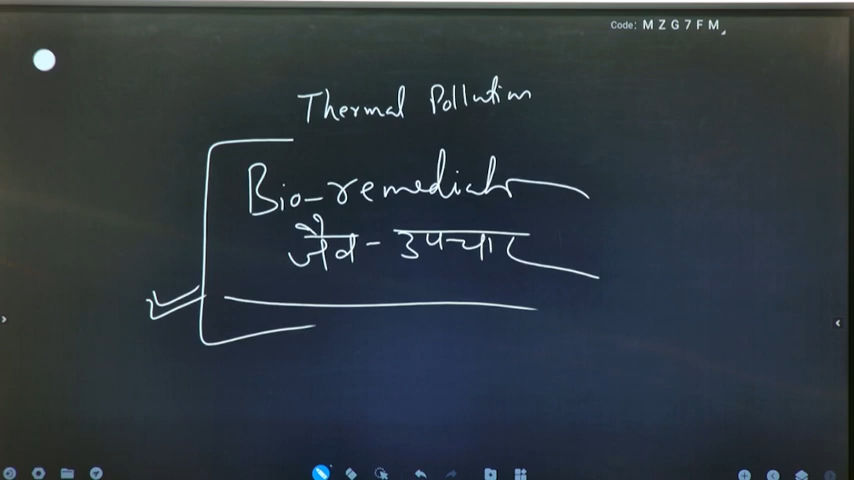 Code: MZG7FM
Thermal Pollution
Bio-remediation
जैव-उपचार